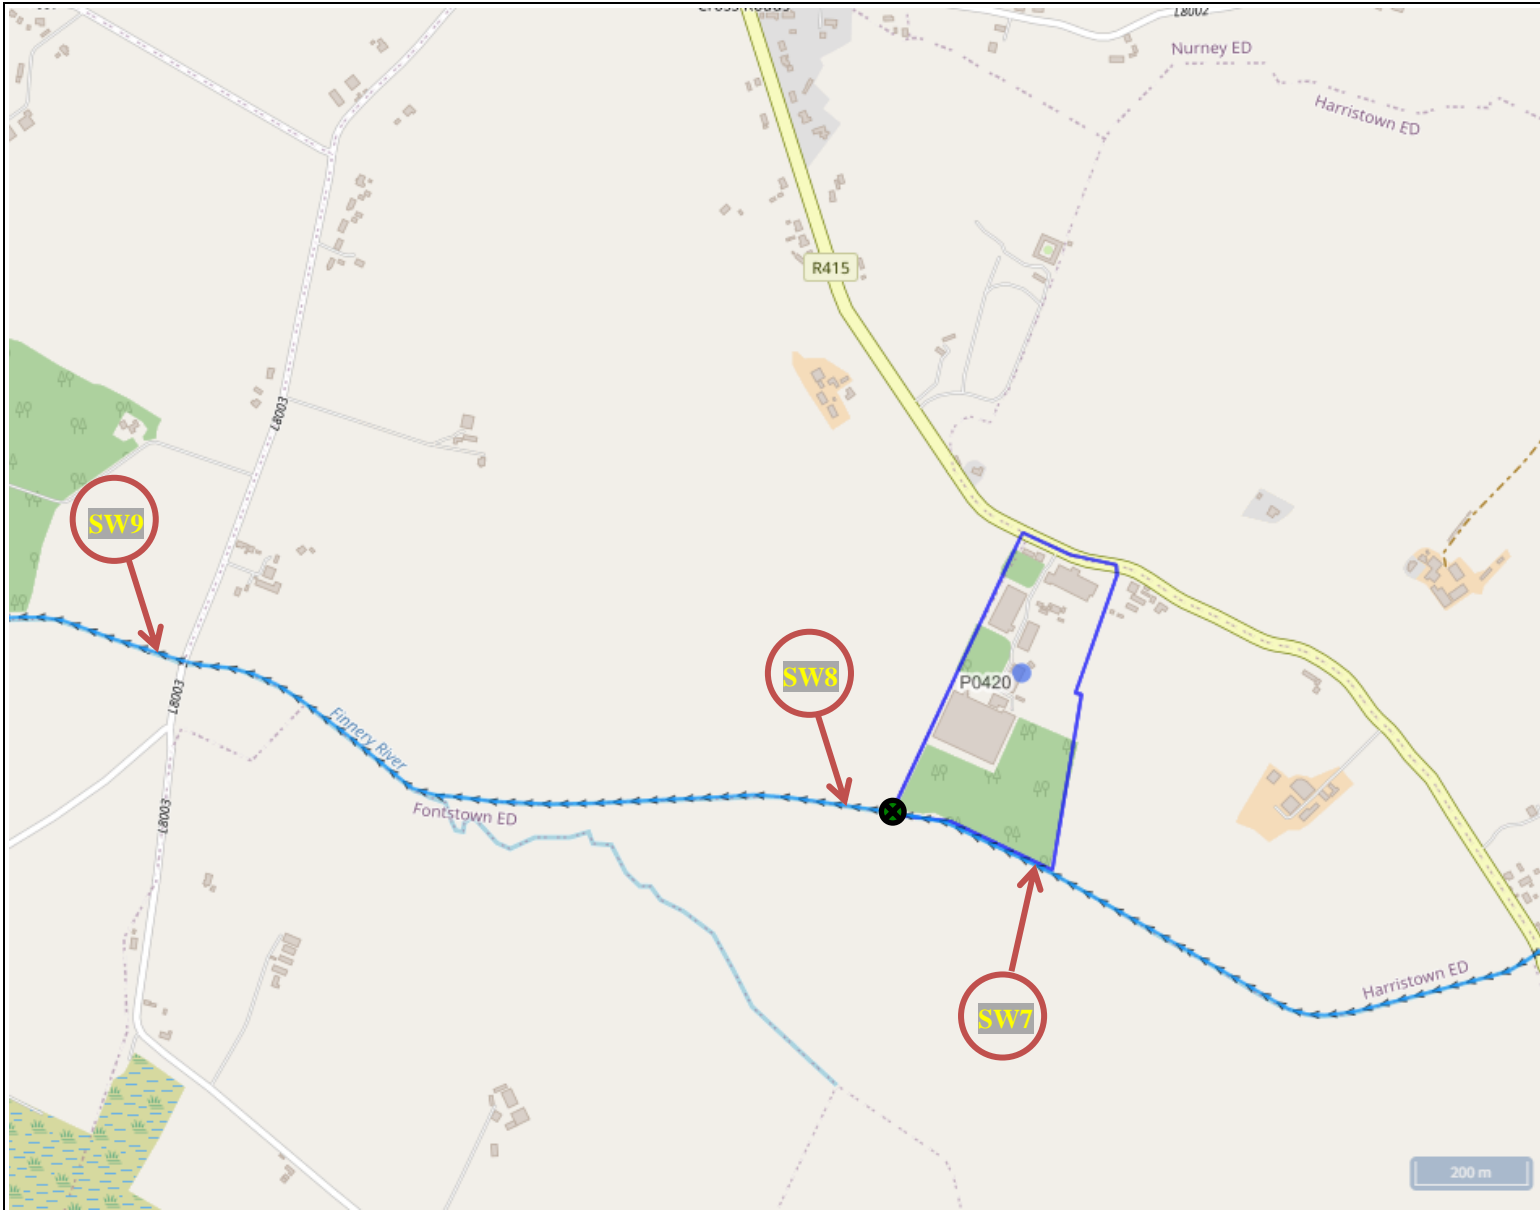 L8002
Nurney ED
Harristown ED
R415
L8003
SW9
SW8
P0420
L8003
Finnery River
Fontstown ED
L8003
SW7
Harristown ED
200 m